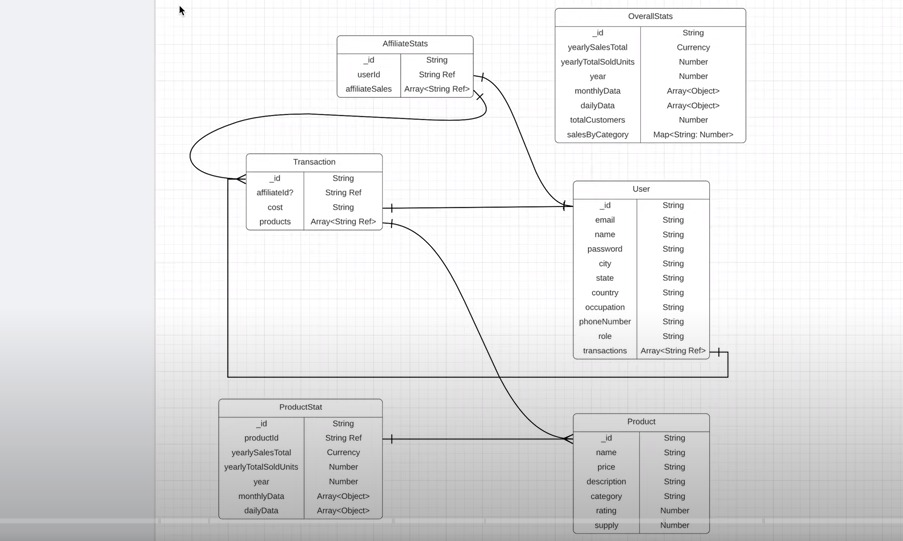 OverallStats
_id String
yearlySalesTotal Currency
yearlyTotalSoldUnits Number
year Number
monthlyData Array<Object>
dailyData Array<Object>
totalCustomers Number
salesByCategory Map<String: Number>
AffiliateStats
_id String
userId String Ref
affiliateSales Array<String Ref>
Transaction
_id String
affiliateId? String Ref
cost String
products Array<String Ref>
User
_id String
email String
name String
password String
city String
state String
country String
occupation String
phoneNumber String
role String
transactions Array<String Ref>
ProductStat
_id String
productId String Ref
yearlySalesTotal Currency
yearlyTotalSoldUnits Number
year Number
monthlyData Array<Object>
dailyData Array<Object>
Product
_id String
name String
price String
description String
category String
rating Number
supply Number